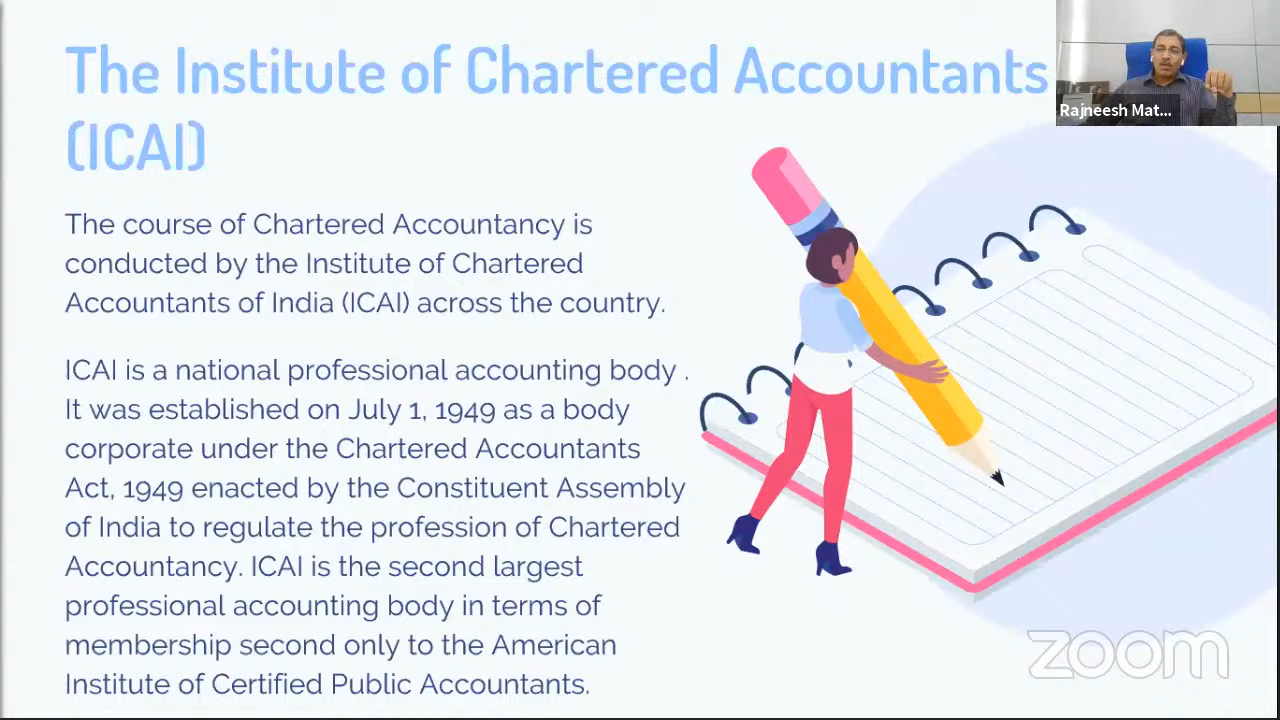 The Institute of Chartered Accountants
(ICAI)
Rajneesh Mat...
The course of Chartered Accountancy is
conducted by the Institute of Chartered
Accountants of India (ICAI) across the country.
ICAI is a national professional accounting body .
It was established on July 1, 1949 as a body
corporate under the Chartered Accountants
Act, 1949 enacted by the Constituent Assembly
of India to regulate the profession of Chartered
Accountancy. ICAI is the second largest
professional accounting body in terms of
membership second only to the American
Institute of Certified Public Accountants.
zoom